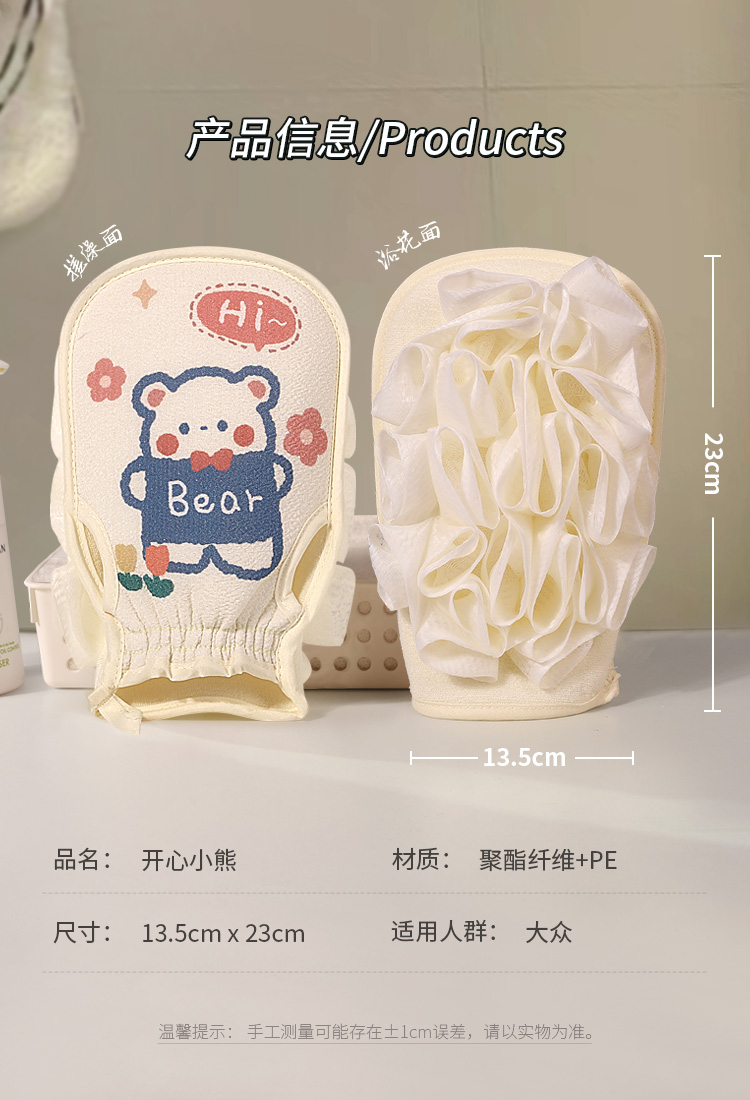 产品信息/Products
搓澡面
浴花面
Hi~
Bear
23cm
13.5cm
品名： 开心小熊
材质： 聚酯纤维+PE
尺寸： 13.5cm x 23cm
适用人群： 大众
温馨提示： 手工测量可能存在±1cm误差，请以实物为准。